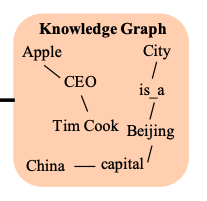 Knowledge Graph
Apple City
CEO is_a
Tim Cook Beijing
China capital